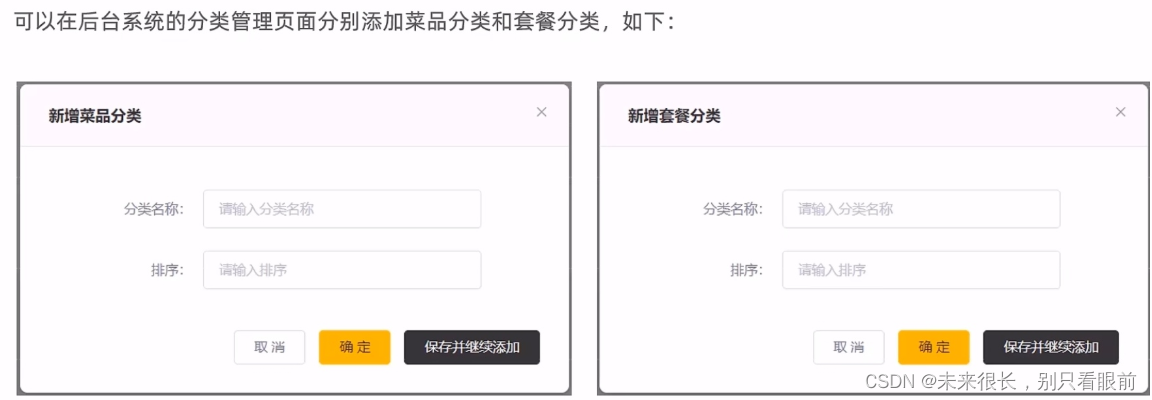 可以在后台系统的分类管理页面分别添加菜品分类和套餐分类，如下：
新增菜品分类 ×
分类名称： 请输入分类名称
排序： 请输入排序
取 消 确 定 保存并继续添加
新增套餐分类 ×
分类名称： 请输入分类名称
排序： 请输入排序
取 消 确 定 保存并继续添加
CSDN @未来很长，别只看眼前